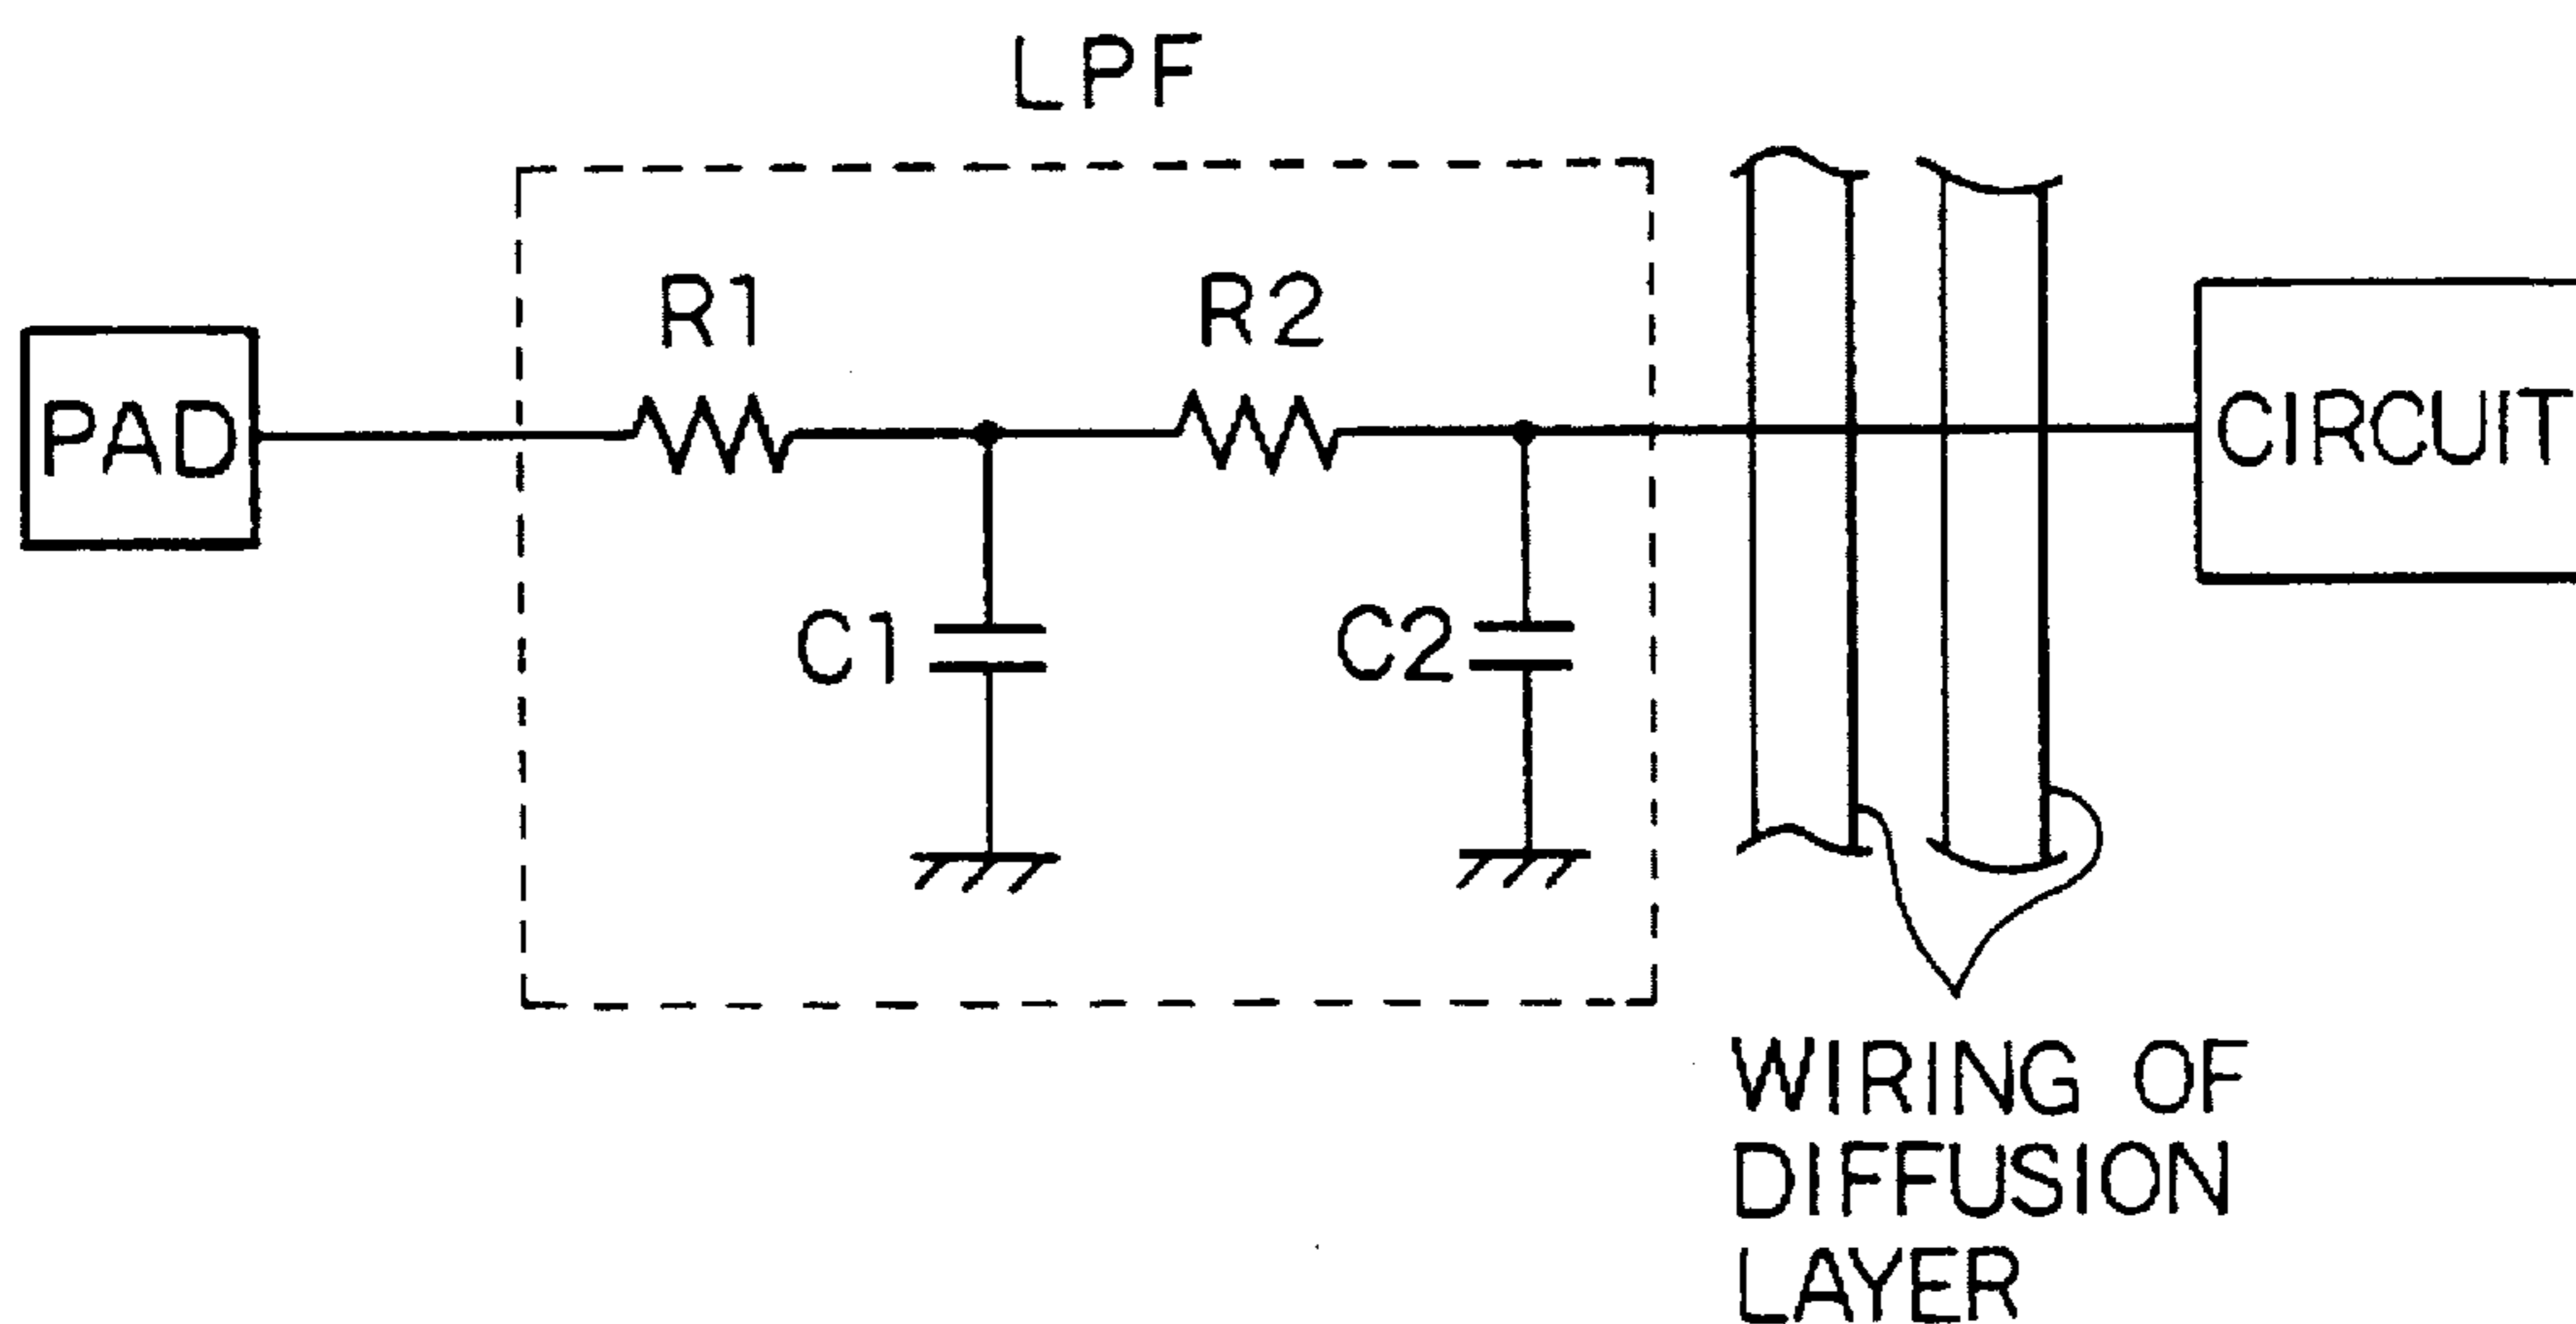 LPF
R1
R2
PAD
CIRCUIT
C1
C2
WIRING OF
DIFFUSION
LAYER